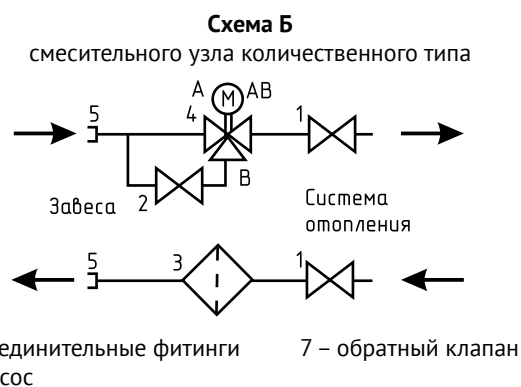 Схема Б
смесительного узла количественного типа
А АВ
5 4 М 1
В
2
Завеса
Система
отопления
5 3 1
единительные фитинги 7 – обратный клапан
сос